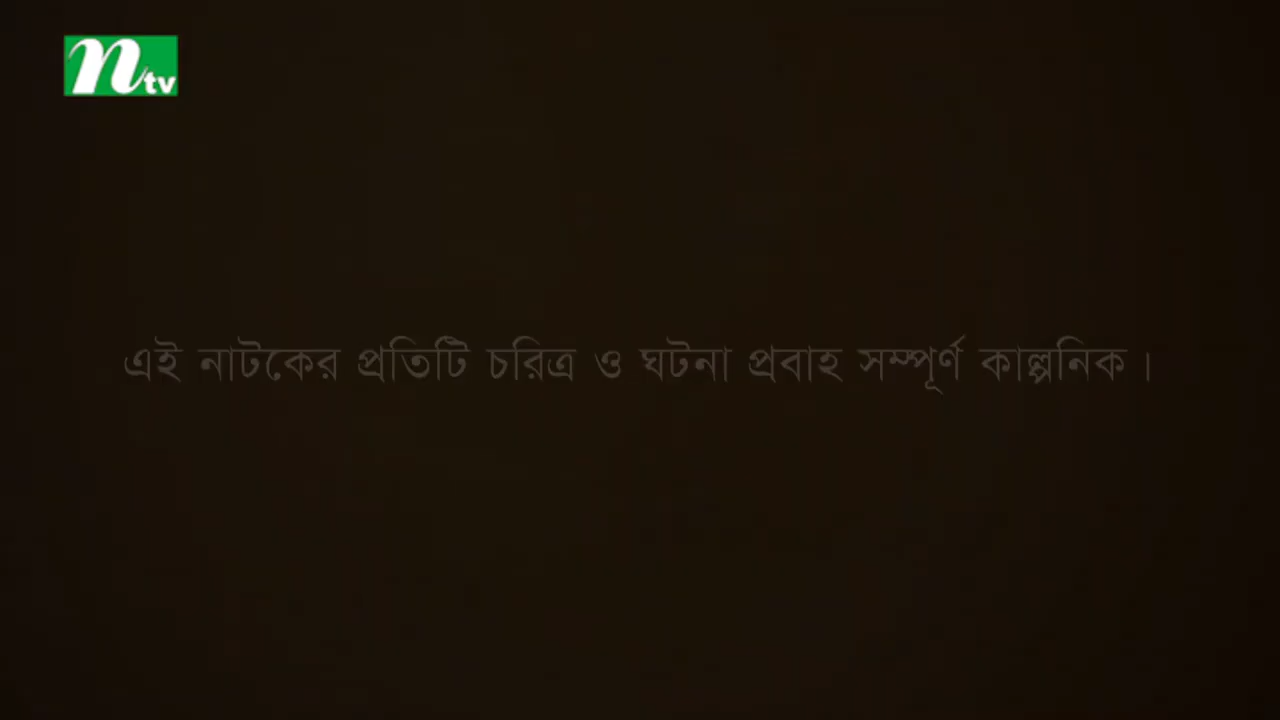 ntv
এই নাটকের প্রতিটি চরিত্র ও ঘটনা প্রবাহ সম্পূর্ণ কাল্পনিক।